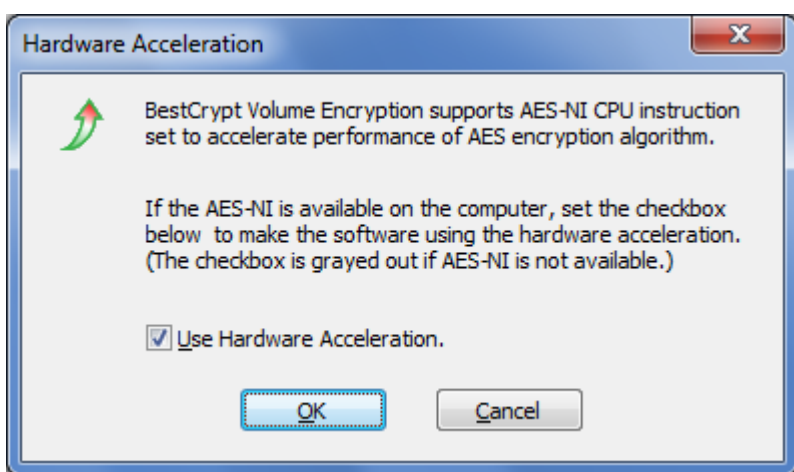 Hardware Acceleration
BestCrypt Volume Encryption supports AES-NI CPU instruction
set to accelerate performance of AES encryption algorithm.
If the AES-NI is available on the computer, set the checkbox
below  to make the software using the hardware acceleration.
(The checkbox is grayed out if AES-NI is not available.)
Use Hardware Acceleration.
OK
Cancel